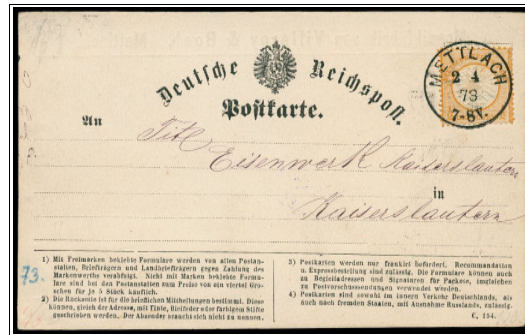 Deutsche Reichspost.
Postkarte.
METTLACH
2 4
73
7-8V.
An
Titl
Eisenwerk Kaiserslautern
in
Kaiserslautern
73.
1) Mit Freimarken beklebte Formulare werden von allen Postan-
stalten, Briefträgern und Landbriefträgern gegen Zahlung des
Markenwerths verabfolgt. Nicht mit Marken beklebte Formu-
lare sind bei den Postanstalten zum Preise von ein viertel Gro-
schen für je 5 Stück käuflich.
2) Die Rückseite ist für die brieflichen Mittheilungen bestimmt. Diese
können, gleich der Adresse, mit Tinte, Bleifeder oder farbigen Stifte
geschrieben werden. Der Absender braucht sich nicht zu nennen.
3) Postkarten werden nur frankirt befördert. Recommandation
u. Expressbestellung sind zulässig. Die Formulare können auch
zu Begleitadressen und Signaturen für Packete, imgleichen
zu Postvorschusssendungen verwendet werden.
4) Postkarten sind sowohl im innern Verkehr Deutschlands, als
auch nach fremden Staaten, mit Ausnahme Russlands, zulässig.
C. 154.